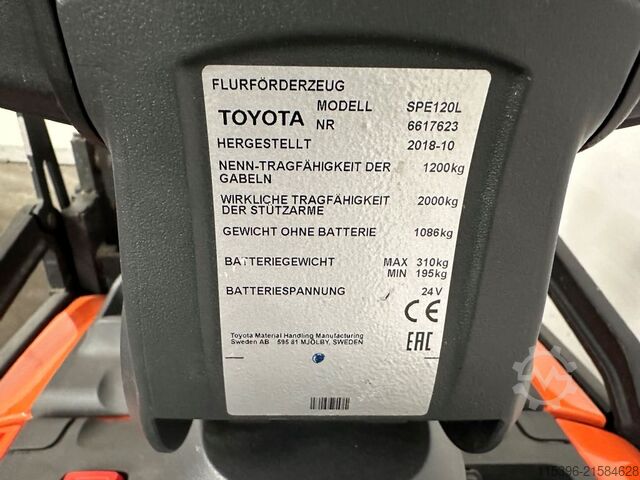 FLURFÖRDERZEUG
TOYOTA MODELL SPE120L
NR 6617623
HERGESTELLT 2018-10
NENN-TRAGFÄHIGKEIT DER GABELN 1200kg
WIRKLICHE TRAGFÄHIGKEIT DER STÜTZARME 2000kg
GEWICHT OHNE BATTERIE 1086kg
BATTERIEGEWICHT MAX 310kg
MIN 195kg
BATTERIESPANNUNG 24V
CE
Toyota Material Handling Manufacturing
Sweden AB 595 81 MJÖLBY, SWEDEN
EAC
115396-21584628